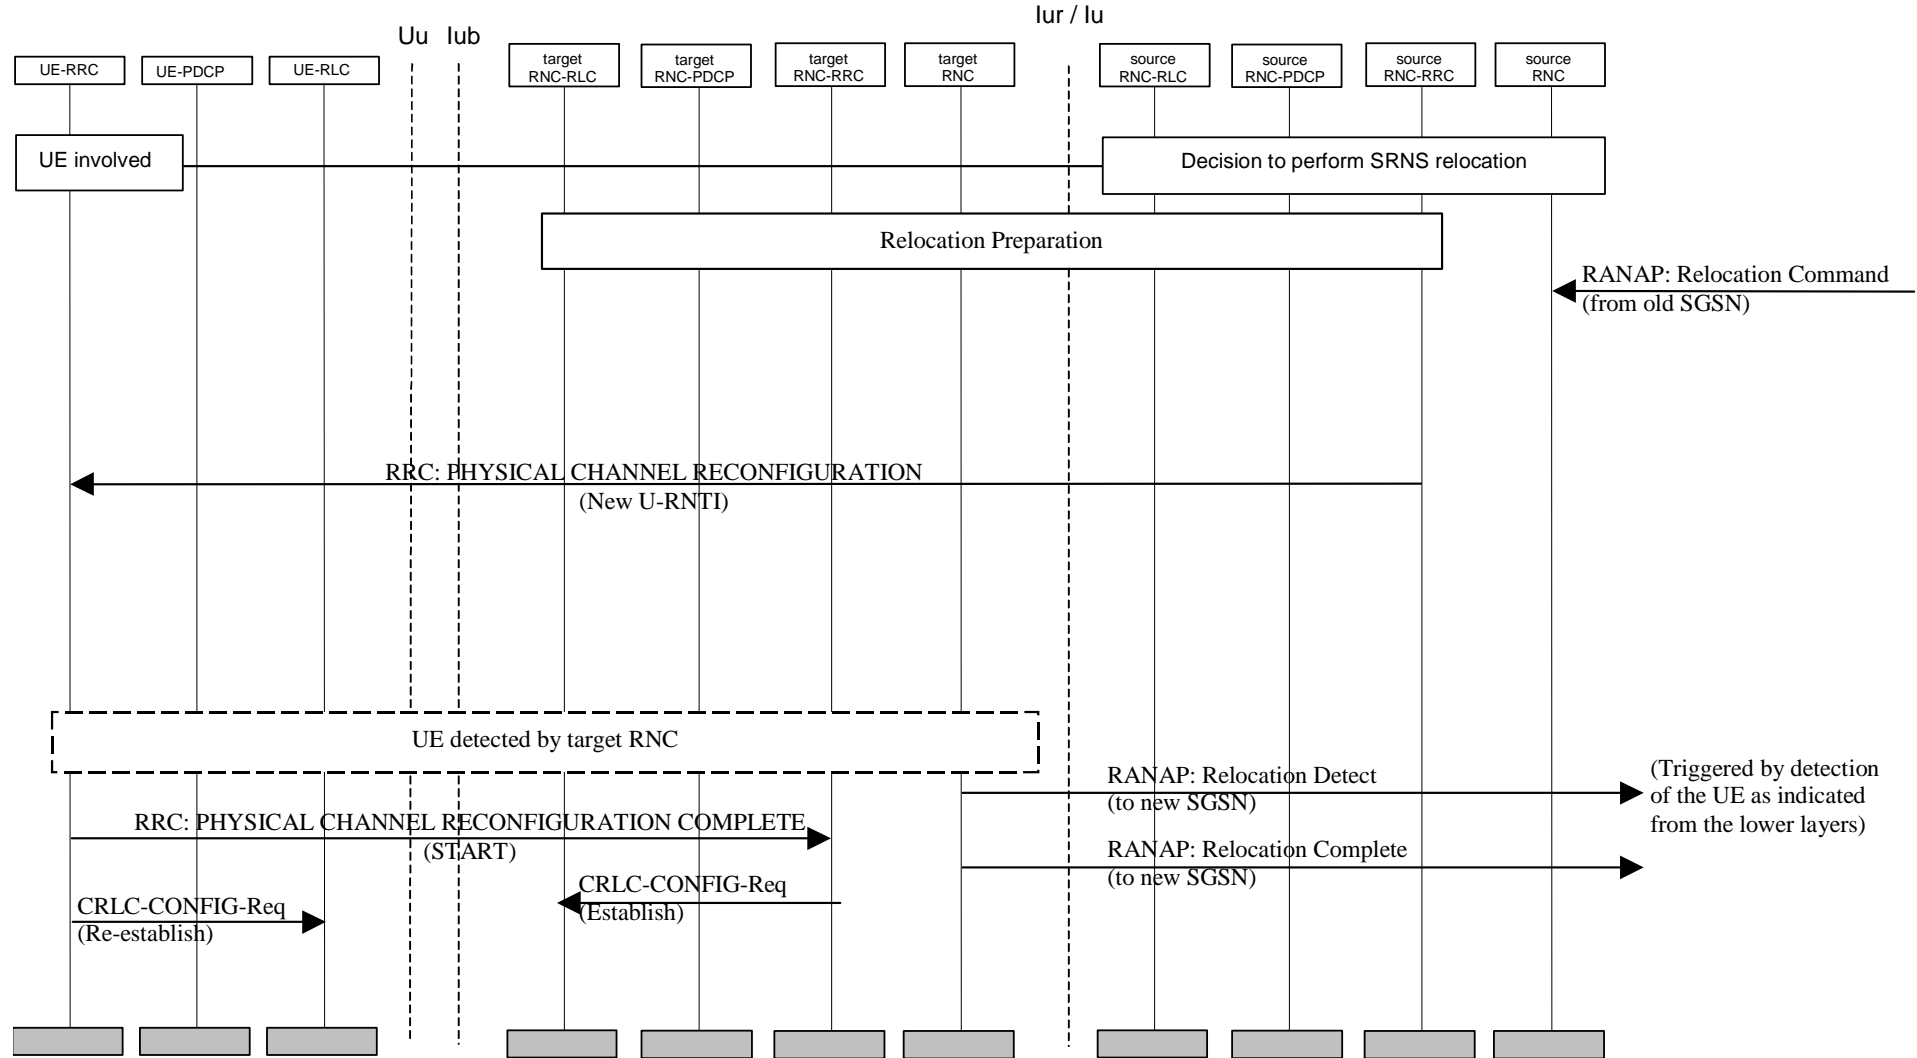 Iur / Iu
Uu
Iub
UE-RRC
UE-PDCP
UE-RLC
target
RNC-RLC
target
RNC-PDCP
target
RNC-RRC
target
RNC
source
RNC-RLC
source
RNC-PDCP
source
RNC-RRC
source
RNC
UE involved
Decision to perform SRNS relocation
Relocation Preparation
RANAP: Relocation Command
(from old SGSN)
RRC: PHYSICAL CHANNEL RECONFIGURATION
(New U-RNTI)
UE detected by target RNC
RANAP: Relocation Detect
(to new SGSN)
(Triggered by detection
of the UE as indicated
from the lower layers)
RRC: PHYSICAL CHANNEL RECONFIGURATION COMPLETE
(START)
RANAP: Relocation Complete
(to new SGSN)
CRLC-CONFIG-Req
(Establish)
CRLC-CONFIG-Req
(Re-establish)